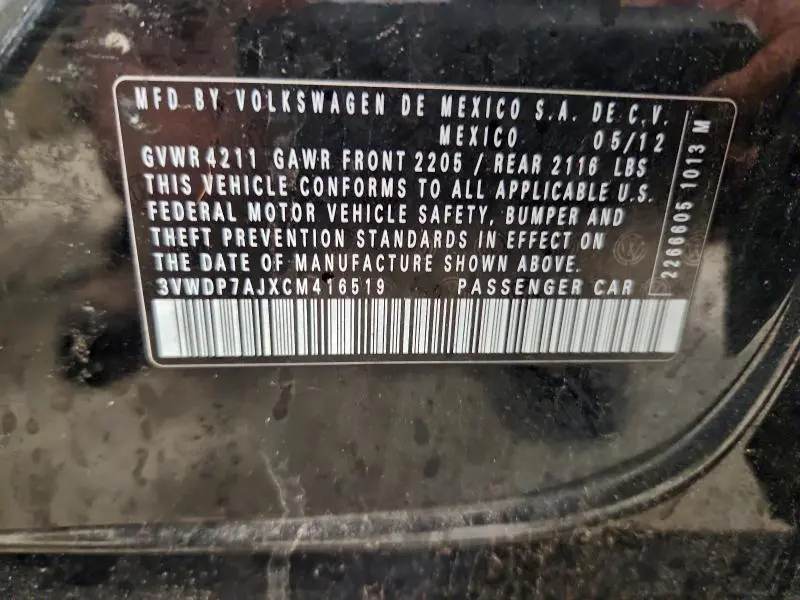 MFD BY VOLKSWAGEN DE MEXICO S.A. DE C.V.
MEXICO 05/12
GVWR 4211 GAWR FRONT 2205 / REAR 2116 LBS
THIS VEHICLE CONFORMS TO ALL APPLICABLE U.S.
FEDERAL MOTOR VEHICLE SAFETY, BUMPER AND
THEFT PREVENTION STANDARDS IN EFFECT ON
THE DATE OF MANUFACTURE SHOWN ABOVE.
3VWDP7AJXCM416519 PASSENGER CAR
2266605 1013 M